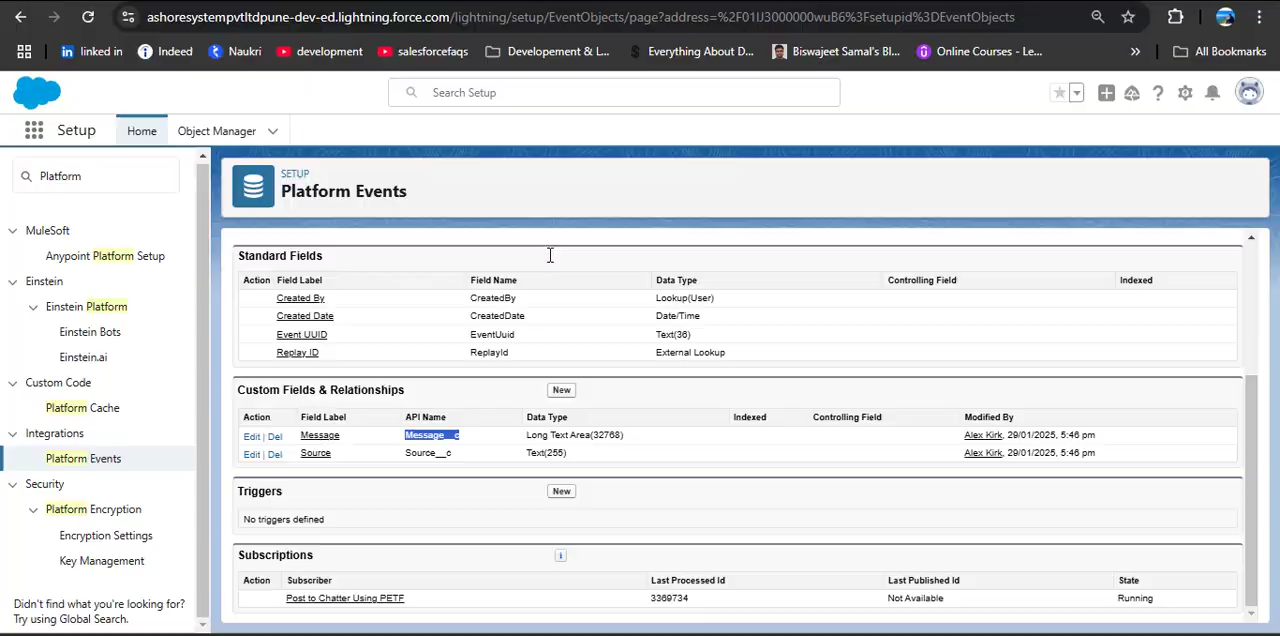 ashoresystempvtltdpune-dev-ed.lightning.force.com/lightning/setup/EventObjects/page?address=%2F01IJ3000000wuB6%3Fsetupid%3DEventObjects
linked in Indeed Naukri development salesforcefaqs Developement & L... Everything About D... Biswajeet Samal's Bl... Online Courses - Le... » All Bookmarks
Search Setup
Setup Home Object Manager
Platform
SETUP
Platform Events
MuleSoft
Anypoint Platform Setup
Einstein
Einstein Platform
Einstein Bots
Einstein.ai
Custom Code
Platform Cache
Integrations
Platform Events
Security
Platform Encryption
Encryption Settings
Key Management
Didn't find what you're looking for?
Try using Global Search.
Standard Fields
Action Field Label Field Name Data Type Controlling Field Indexed
Created By CreatedBy Lookup(User)
Created Date CreatedDate Date/Time
Event UUID EventUuid Text(36)
Replay ID ReplayId External Lookup
Custom Fields & Relationships New
Action Field Label API Name Data Type Indexed Controlling Field Modified By
Edit | Del Message Message__c Long Text Area(32768) Alex Kirk, 29/01/2025, 5:46 pm
Edit | Del Source Source__c Text(255) Alex Kirk, 29/01/2025, 5:46 pm
Triggers New
No triggers defined
Subscriptions i
Action Subscriber Last Processed Id Last Published Id State
Post to Chatter Using PETF 3369734 Not Available Running